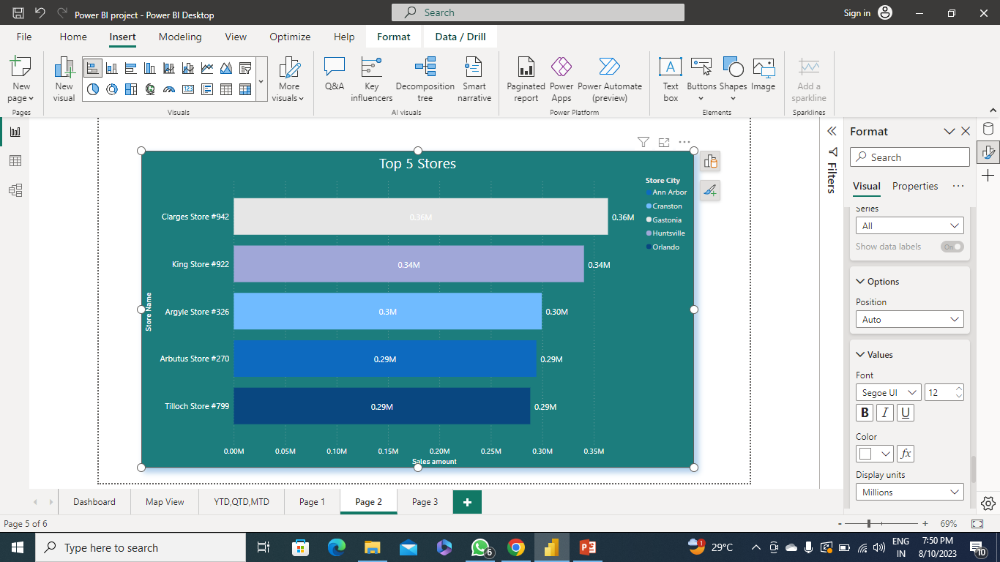 Power BI project - Power BI Desktop
Search
Sign in
File
Home
Insert
Modeling
View
Optimize
Help
Format
Data / Drill
New page
New visual
123
More visuals
Q&A
Key influencers
Decomposition tree
Smart narrative
Paginated report
Power Apps
Power Automate (preview)
A
Text box
Buttons
Shapes
Image
Add a sparkline
Pages
Visuals
AI visuals
Power Platform
Elements
Sparklines
Top 5 Stores
Store City
Ann Arbor
Cranston
Gastonia
Huntsville
Orlando
Store Name
Clarges Store #942
0.36M
0.36M
King Store #922
0.34M
0.34M
Argyle Store #326
0.3M
0.30M
Arbutus Store #270
0.29M
0.29M
Tilloch Store #799
0.29M
0.29M
0.00M 0.05M 0.10M 0.15M 0.20M 0.25M 0.30M 0.35M
Sales amount
Filters
Format
Search
Visual
Properties
Series
All
Show data labels
On
Options
Position
Auto
Values
Font
Segoe UI
12
B
I
U
Color
fx
Display units
Millions
Dashboard
Map View
YTD,QTD,MTD
Page 1
Page 2
Page 3
Page 5 of 6
- + 69%
Type here to search
6
1
29°C
ENG
IN
7:50 PM
8/10/2023
10